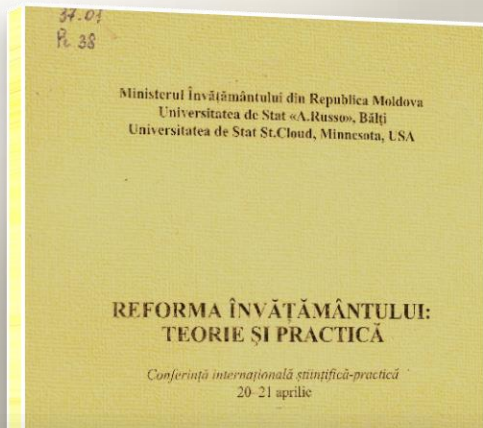 37.01
Re 38
Ministerul Învăţământului din Republica Moldova
Universitatea de Stat «A.Russo», Bălţi
Universitatea de Stat St.Cloud, Minnesota, USA
REFORMA ÎNVĂŢĂMÂNTULUI:
TEORIE ŞI PRACTICĂ
Conferinţă internaţională ştiinţifică-practică
20-21 aprilie